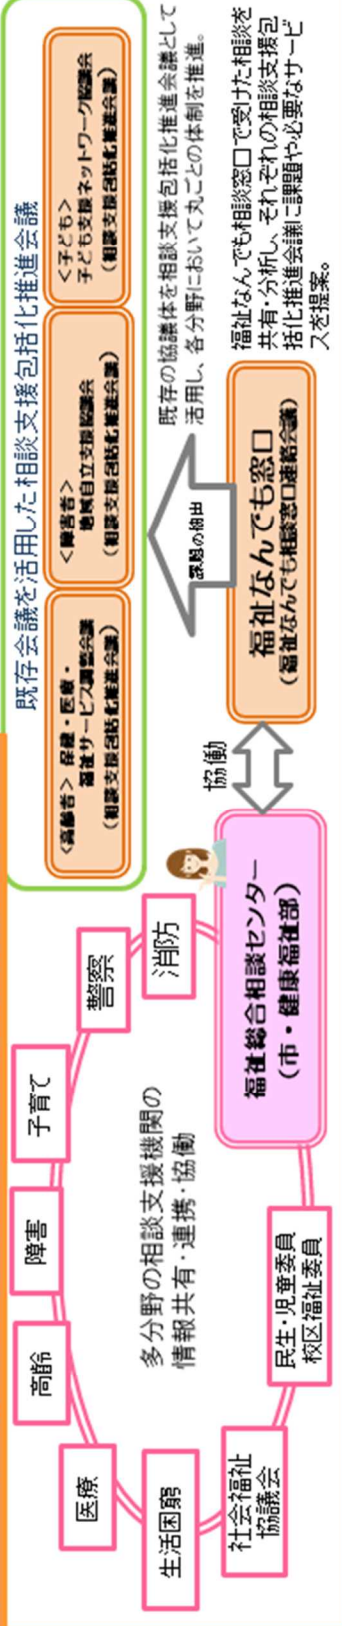 既存会議を活用した相談支援包括化推進会議
<高齢者> 保健・医療・
福祉サービス調整会議
(相談支援包括化推進会議)
<障害者>
地域自立支援協議会
(相談支援包括化推進会議)
<子ども>
子ども支援ネットワーク協議会
(相談支援包括化推進会議)
既存の協議体を相談支援包括化推進会議として
活用し、各分野において丸ごとの体制を推進。
課題の抽出
福祉なんでも相談窓口で受けた相談を
共有・分析し、それぞれの相談支援包
括化推進会議に課題や必要なサービ
スを提案。
福祉なんでも窓口
(福祉なんでも相談窓口連絡会議)
協働
福祉総合相談センター
(市・健康福祉部)
多分野の相談支援機関の
情報共有・連携・協働
消防
警察
子育て
障害
高齢
医療
生活困窮
社会福祉
協議会
民生・児童委員
校区福祉委員